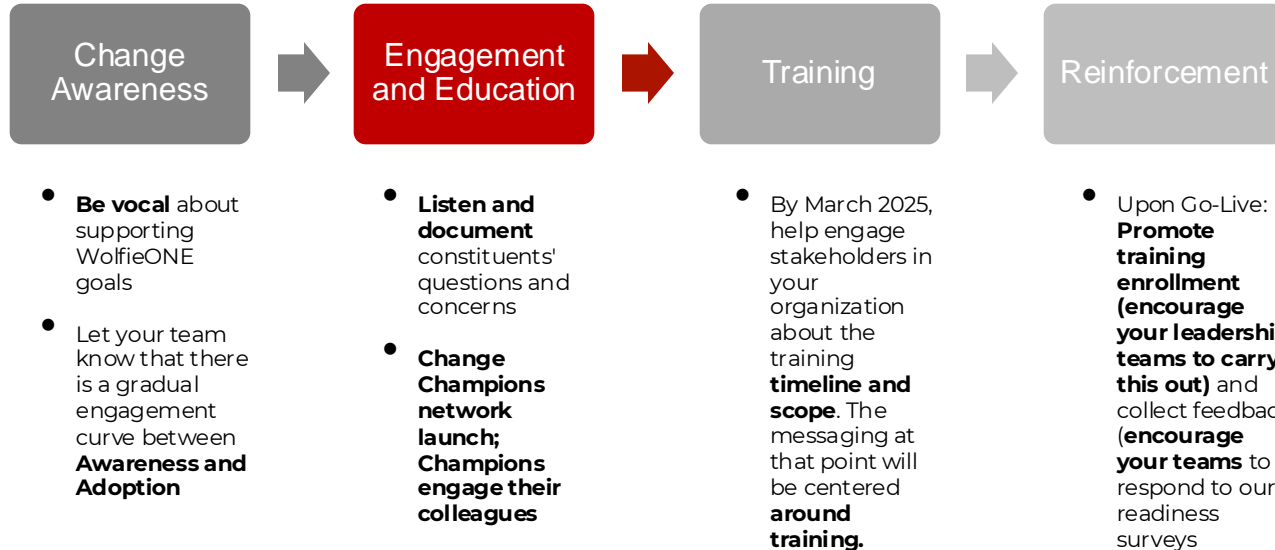 Change
Awareness
Engagement
and Education
Training
Reinforcement
• Be vocal about
supporting
WolfieONE
goals
• Let your team
know that there
is a gradual
engagement
curve between
Awareness and
Adoption
• Listen and
document
constituents'
questions and
concerns
• Change
Champions
network
launch;
Champions
engage their
colleagues
• By March 2025,
help engage
stakeholders in
your
organization
about the
training
timeline and
scope. The
messaging at
that point will
be centered
around
training.
• Upon Go-Live:
Promote
training
enrollment
(encourage
your leadershi
teams to carry
this out) and
collect feedbac
(encourage
your teams to
respond to our
readiness
surveys